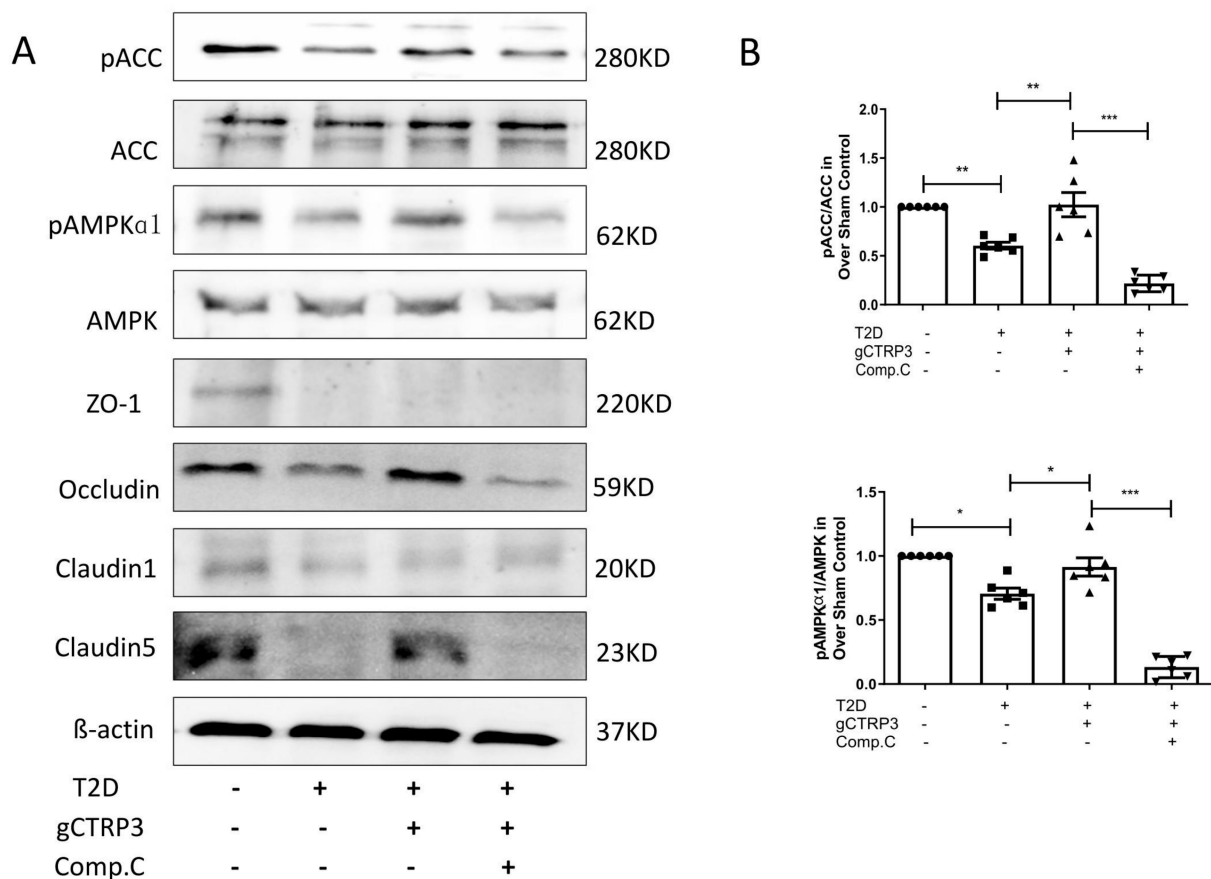 A
pACC 280KD
ACC 280KD
pAMPKα1 62KD
AMPK 62KD
ZO-1 220KD
Occludin 59KD
Claudin1 20KD
Claudin5 23KD
ß-actin 37KD
T2D - + + +
gCTRP3 - - + +
Comp.C - - - +
B
pACC/ACC in
Over Sham Control
2.0
1.5
1.0
0.5
0.0
**
**
***
T2D - + + +
gCTRP3 - - + +
Comp.C - - - +
pAMPKα1/AMPK in
Over Sham Control
1.5
1.0
0.5
0.0
*
*
***
T2D - + + +
gCTRP3 - - + +
Comp.C - - - +